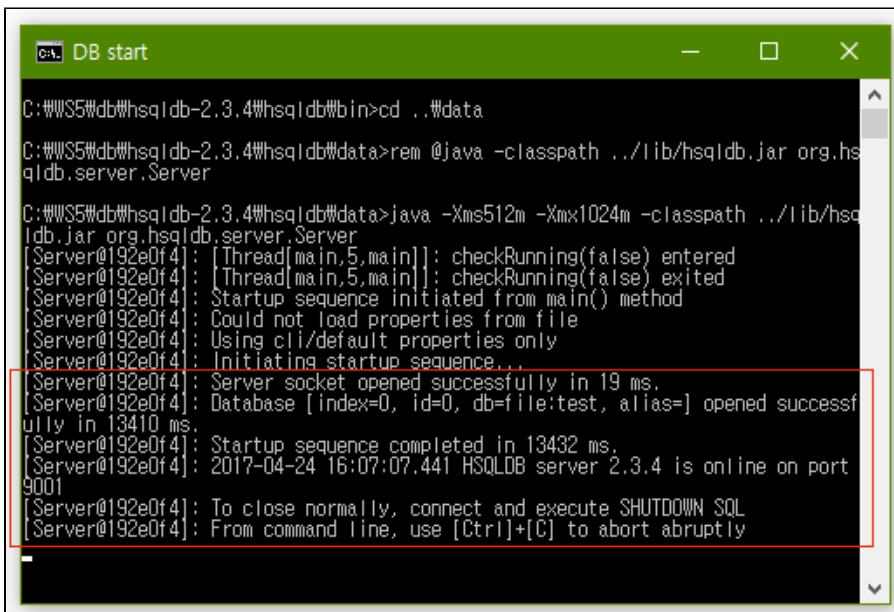 DB start
C:₩WS5₩db₩hsqldb-2.3.4₩hsqldb₩bin>cd ..₩data
C:₩WS5₩db₩hsqldb-2.3.4₩hsqldb₩data>rem @java -classpath ../lib/hsqldb.jar org.hs
qldb.server.Server
C:₩WS5₩db₩hsqldb-2.3.4₩hsqldb₩data>java -Xms512m -Xmx1024m -classpath ../lib/hsq
ldb.jar org.hsqldb.server.Server
[Server@192e0f4]: [Thread[main,5,main]]: checkRunning(false) entered
[Server@192e0f4]: [Thread[main,5,main]]: checkRunning(false) exited
[Server@192e0f4]: Startup sequence initiated from main() method
[Server@192e0f4]: Could not load properties from file
[Server@192e0f4]: Using cli/default properties only
[Server@192e0f4]: Initiating startup sequence...
[Server@192e0f4]: Server socket opened successfully in 19 ms.
[Server@192e0f4]: Database [index=0, id=0, db=file:test, alias=] opened successf
ully in 13410 ms.
[Server@192e0f4]: Startup sequence completed in 13432 ms.
[Server@192e0f4]: 2017-04-24 16:07:07.441 HSQLDB server 2.3.4 is online on port
9001
[Server@192e0f4]: To close normally, connect and execute SHUTDOWN SQL
[Server@192e0f4]: From command line, use [Ctrl]+[C] to abort abruptly